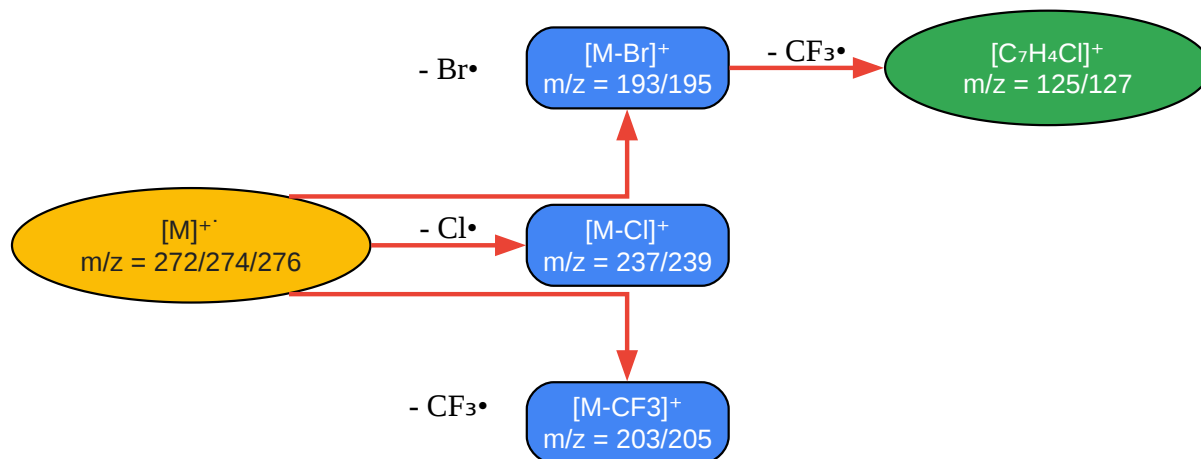 - Br•
[M-Br]⁺
m/z = 193/195
- CF₃•
[C₇H₄Cl]⁺
m/z = 125/127
[M]⁺˙
m/z = 272/274/276
- Cl•
[M-Cl]⁺
m/z = 237/239
- CF₃•
[M-CF3]⁺
m/z = 203/205